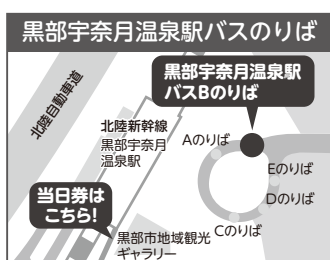 黒部宇奈月温泉駅バスのりば
黒部宇奈月温泉駅
バスBのりば
北陸自動車道
北陸新幹線
黒部宇奈月
温泉駅
Aのりば
Eのりば
Dのりば
Cのりば
当日券は
こちら!
黒部市地域観光
ギャラリー